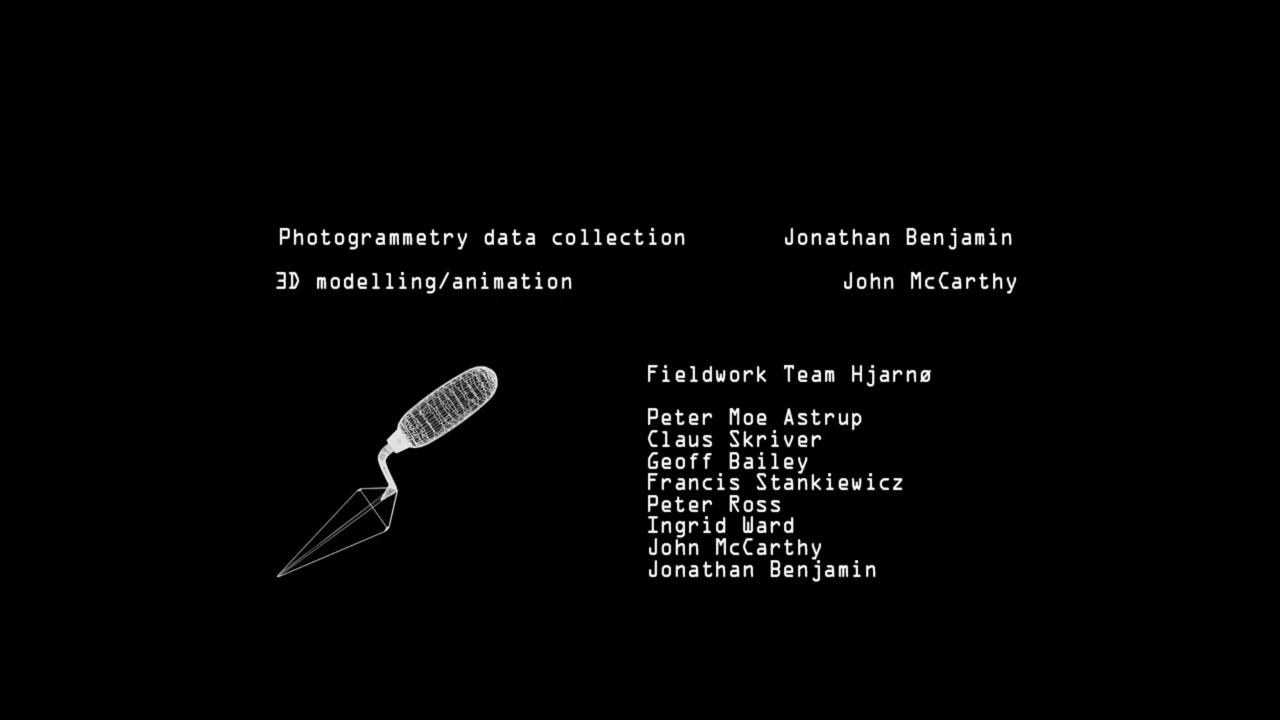 Photogrammetry data collection Jonathan Benjamin
3D modelling/animation John McCarthy
Fieldwork Team Hjarnø
Peter Moe Astrup
Claus Skriver
Geoff Bailey
Francis Stankiewicz
Peter Ross
Ingrid Ward
John McCarthy
Jonathan Benjamin